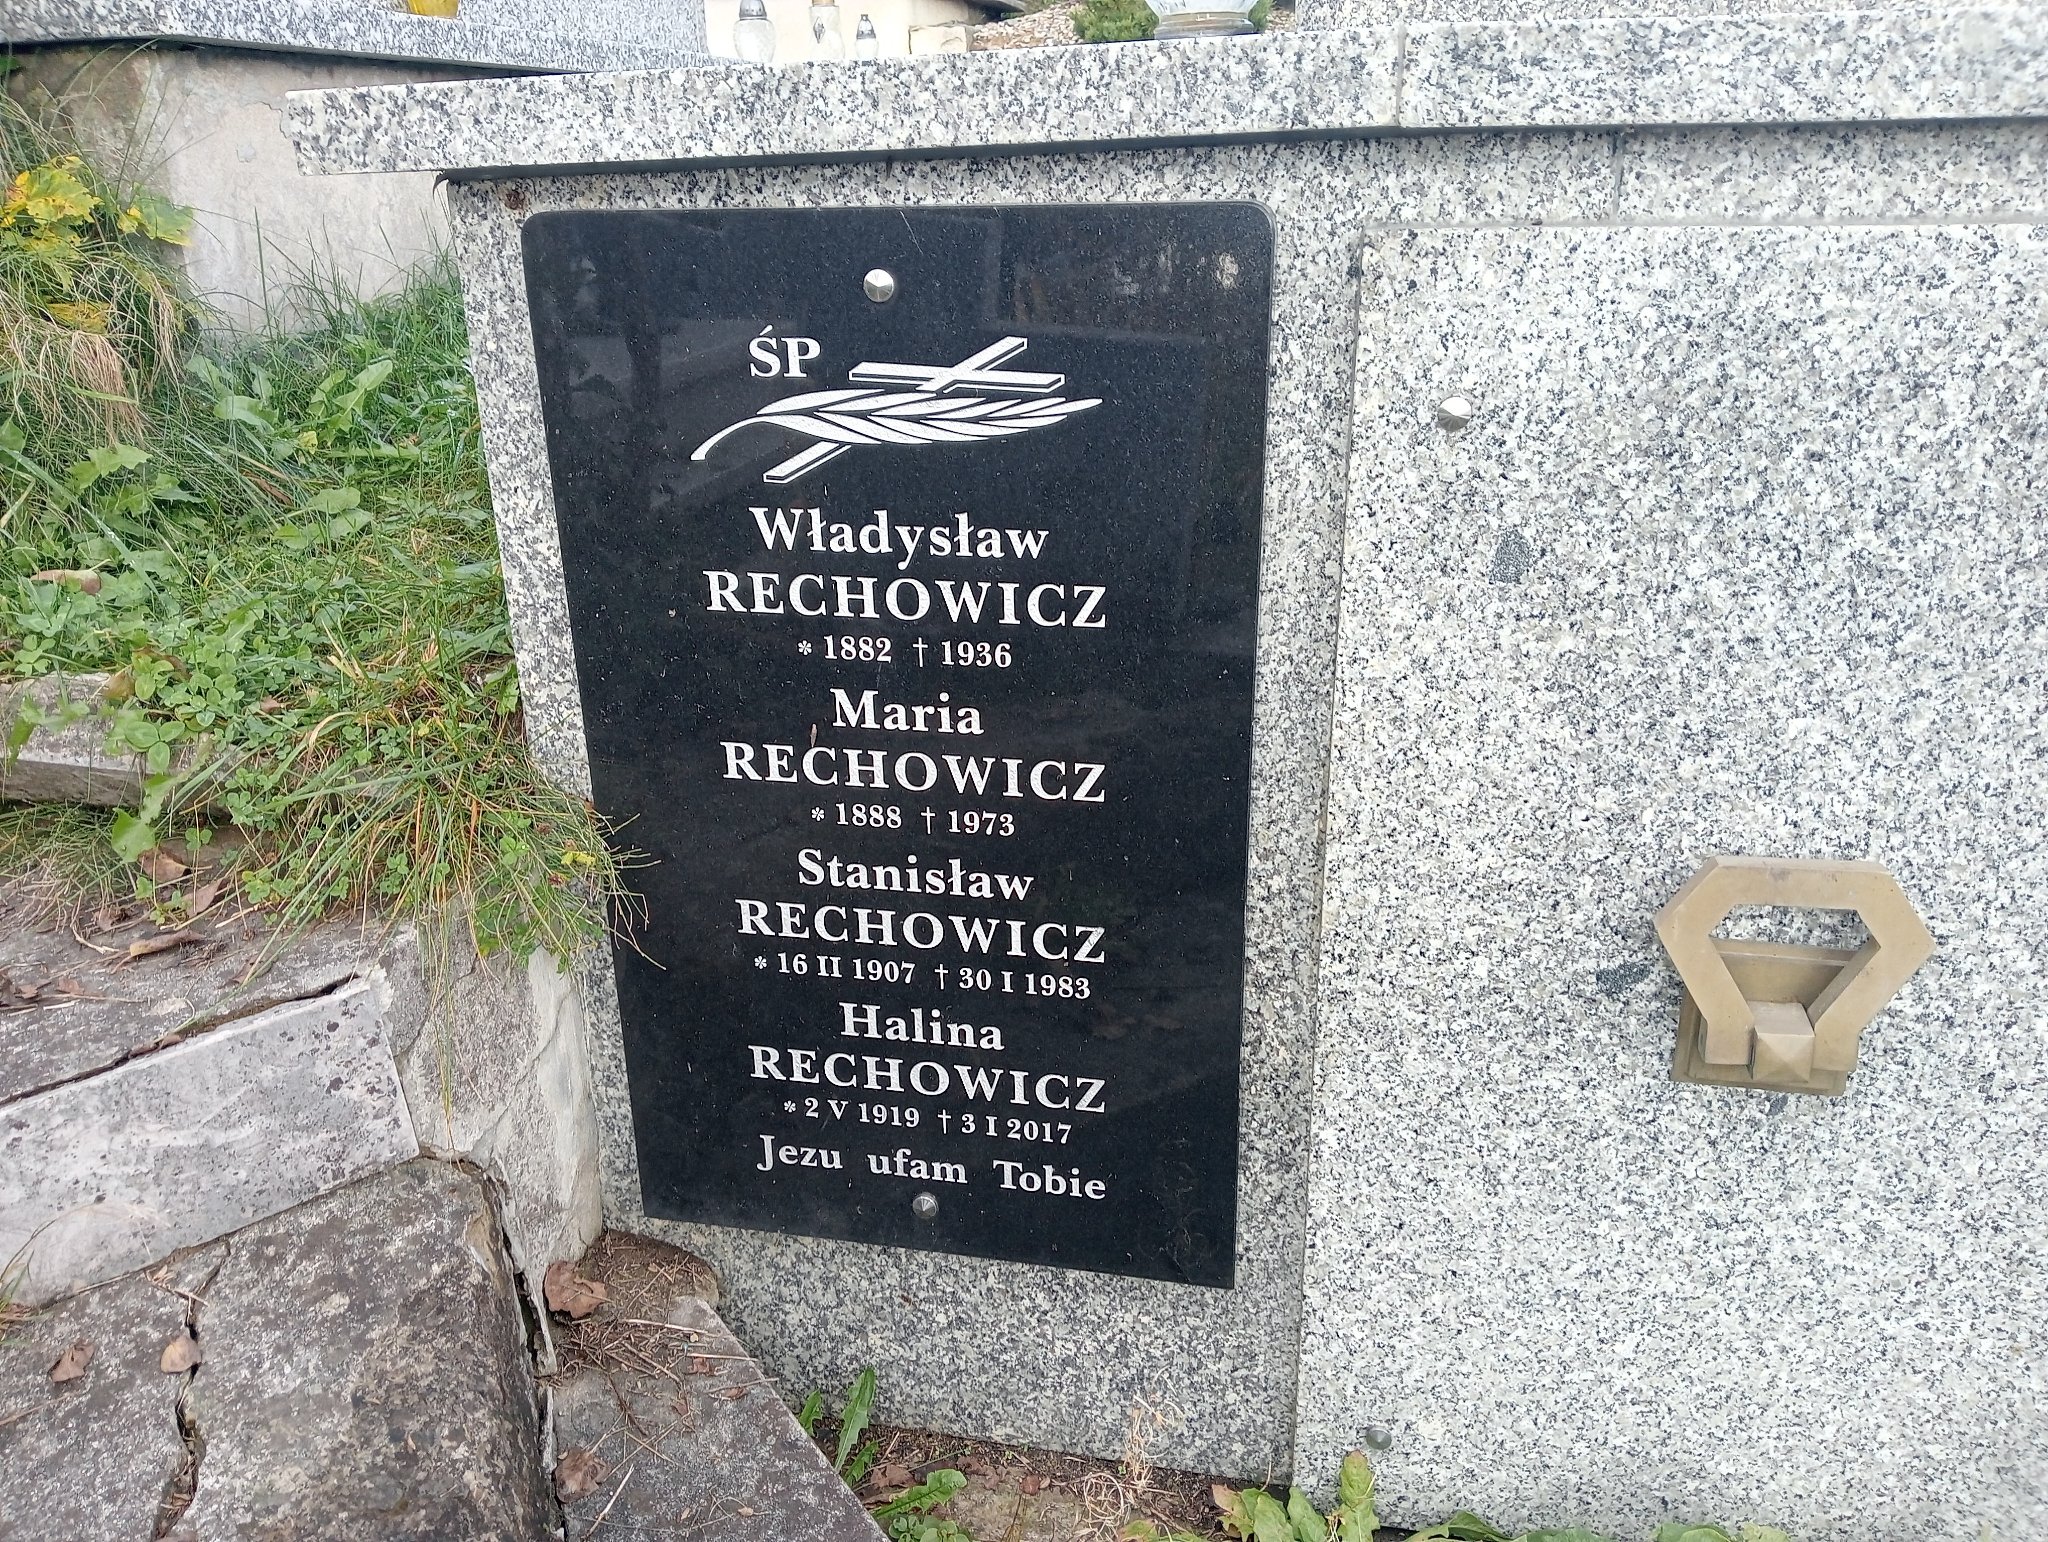 ŚP
Władysław
RECHOWICZ
* 1882 † 1936
Maria
RECHOWICZ
* 1888 † 1973
Stanisław
RECHOWICZ
* 16 II 1907 † 30 I 1983
Halina
RECHOWICZ
* 2 V 1919 † 3 I 2017
Jezu ufam Tobie